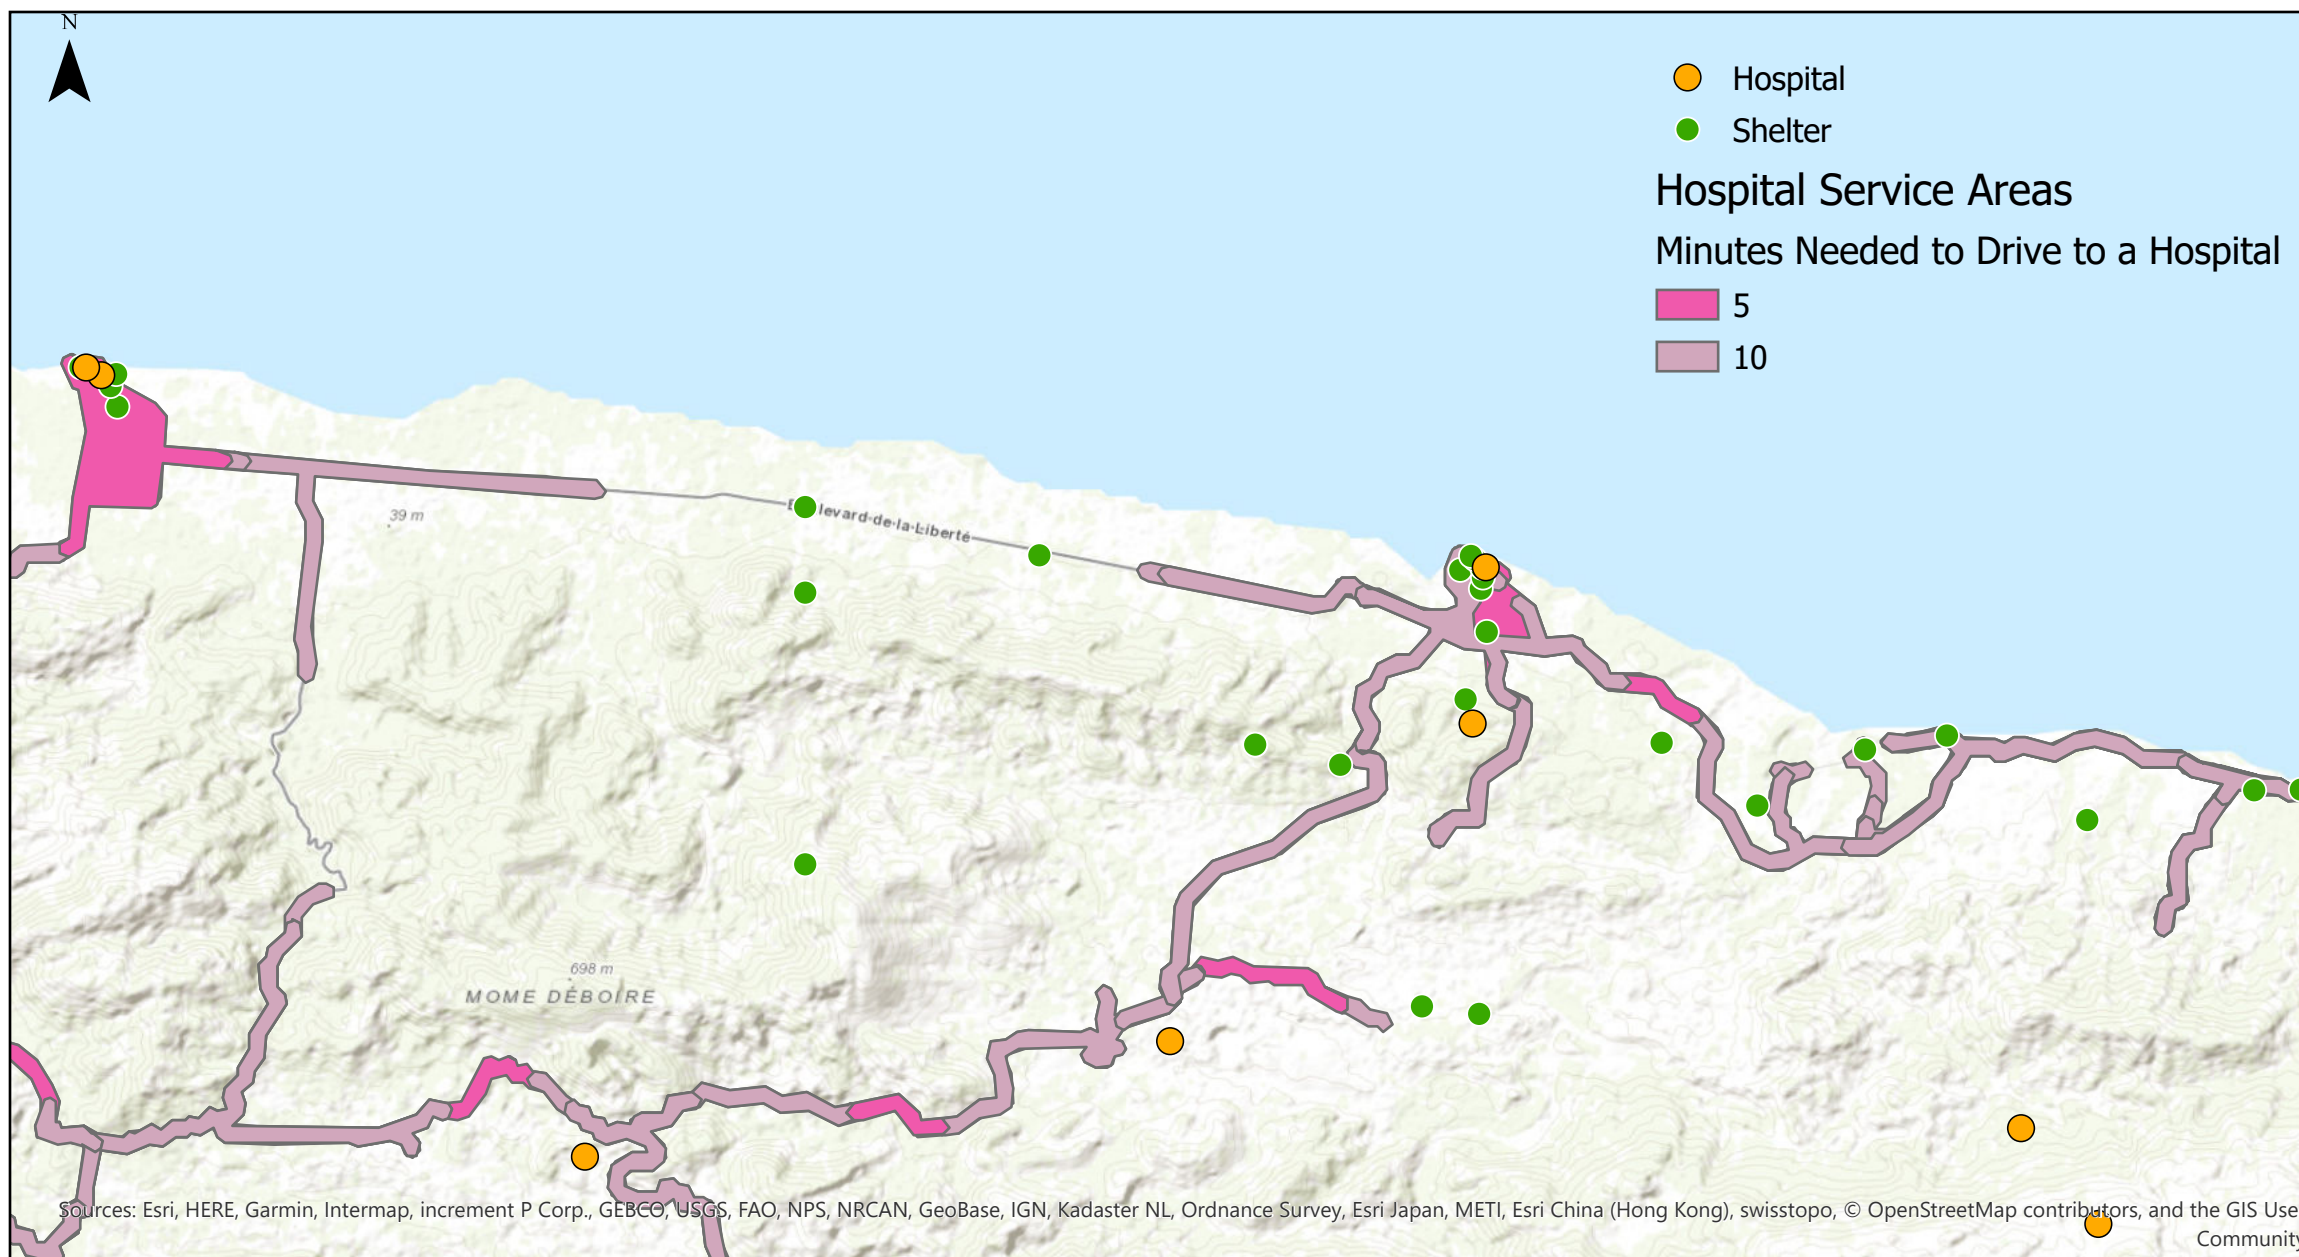 N
Hospital
Shelter
Hospital Service Areas
Minutes Needed to Drive to a Hospital
5
10
39 m
levard-de-la-Liberté
698 m
MOME DÉBOIRE
Sources: Esri, HERE, Garmin, Intermap, increment P Corp., GEBCO, USGS, FAO, NPS, NRCAN, GeoBase, IGN, Kadaster NL, Ordnance Survey, Esri Japan, METI, Esri China (Hong Kong), swisstopo, © OpenStreetMap contributors, and the GIS Use
Community